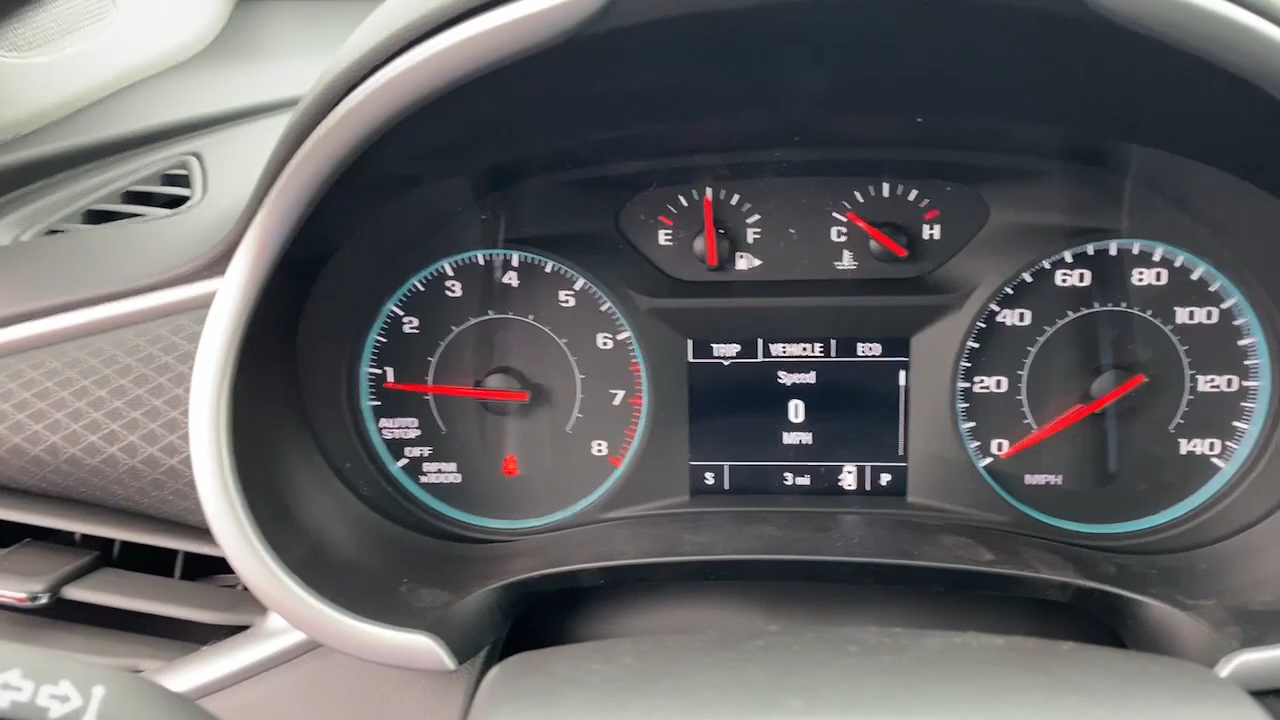 E F
C H
1 2 3 4 5 6 7 8
AUTO
STOP
OFF
RPM
x1000
TRIP VEHICLE ECO
Speed
0
MPH
S 3 mi P
0 20 40 60 80 100 120 140
MPH